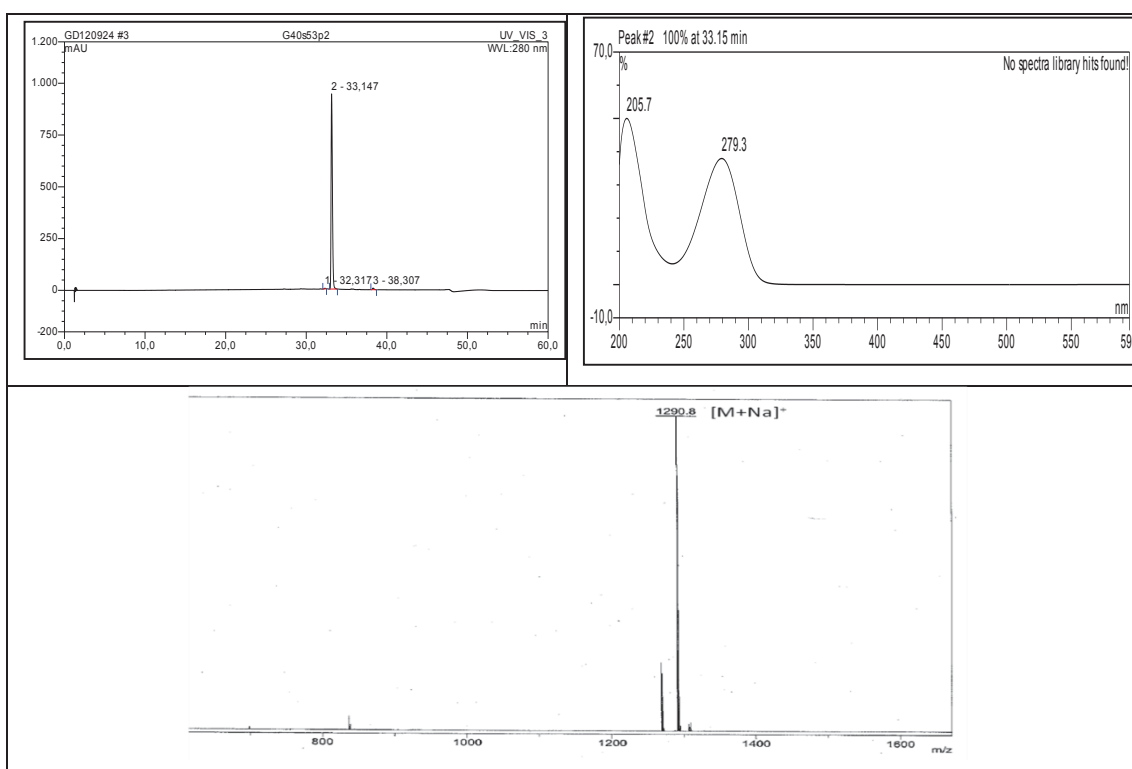 GD120924 #3 G40s53p2 UV_VIS_3
1.200
mAU WVL:280 nm
2 - 33,147
1.000
750
500
250
1 - 32,3173 - 38,307
0
-200
min
0,0 10,0 20,0 30,0 40,0 50,0 60,0
Peak #2 100% at 33.15 min
70,0
% No spectra library hits found!
205.7
279.3
nm
-10,0
200 250 300 350 400 450 500 550 59
1290.8 [M+Na]+
800 1000 1200 1400 1600 m/z